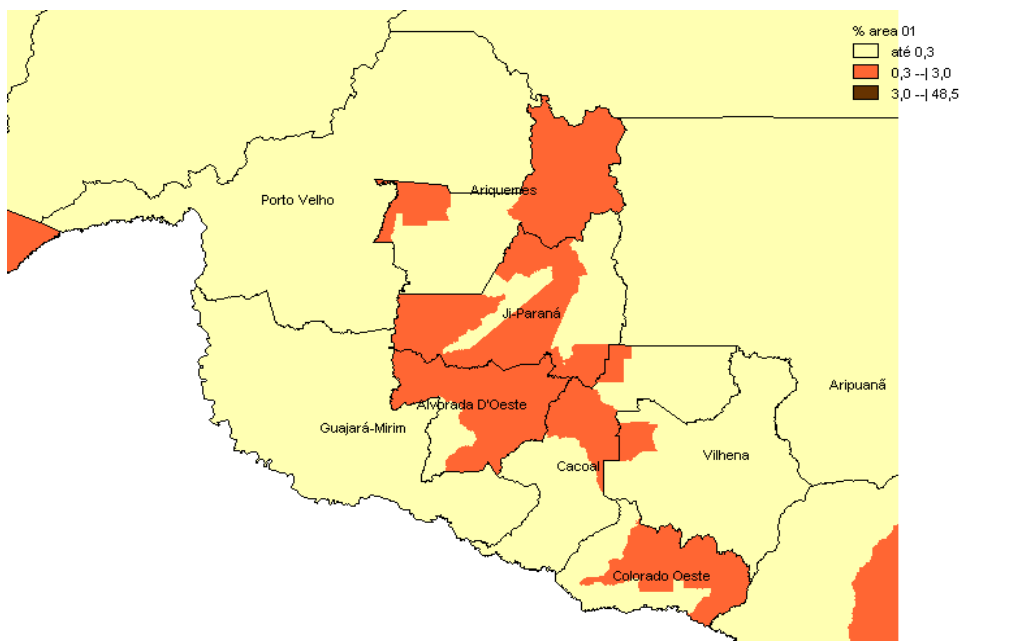 % area 01
até 0,3
0,3 --| 3,0
3,0 --| 48,5
Ariquemes
Porto Velho
Ji-Paraná
Aripuanã
Alvorada D'Oeste
Guajará-Mirim
Vilhena
Cacoal
Colorado Oeste